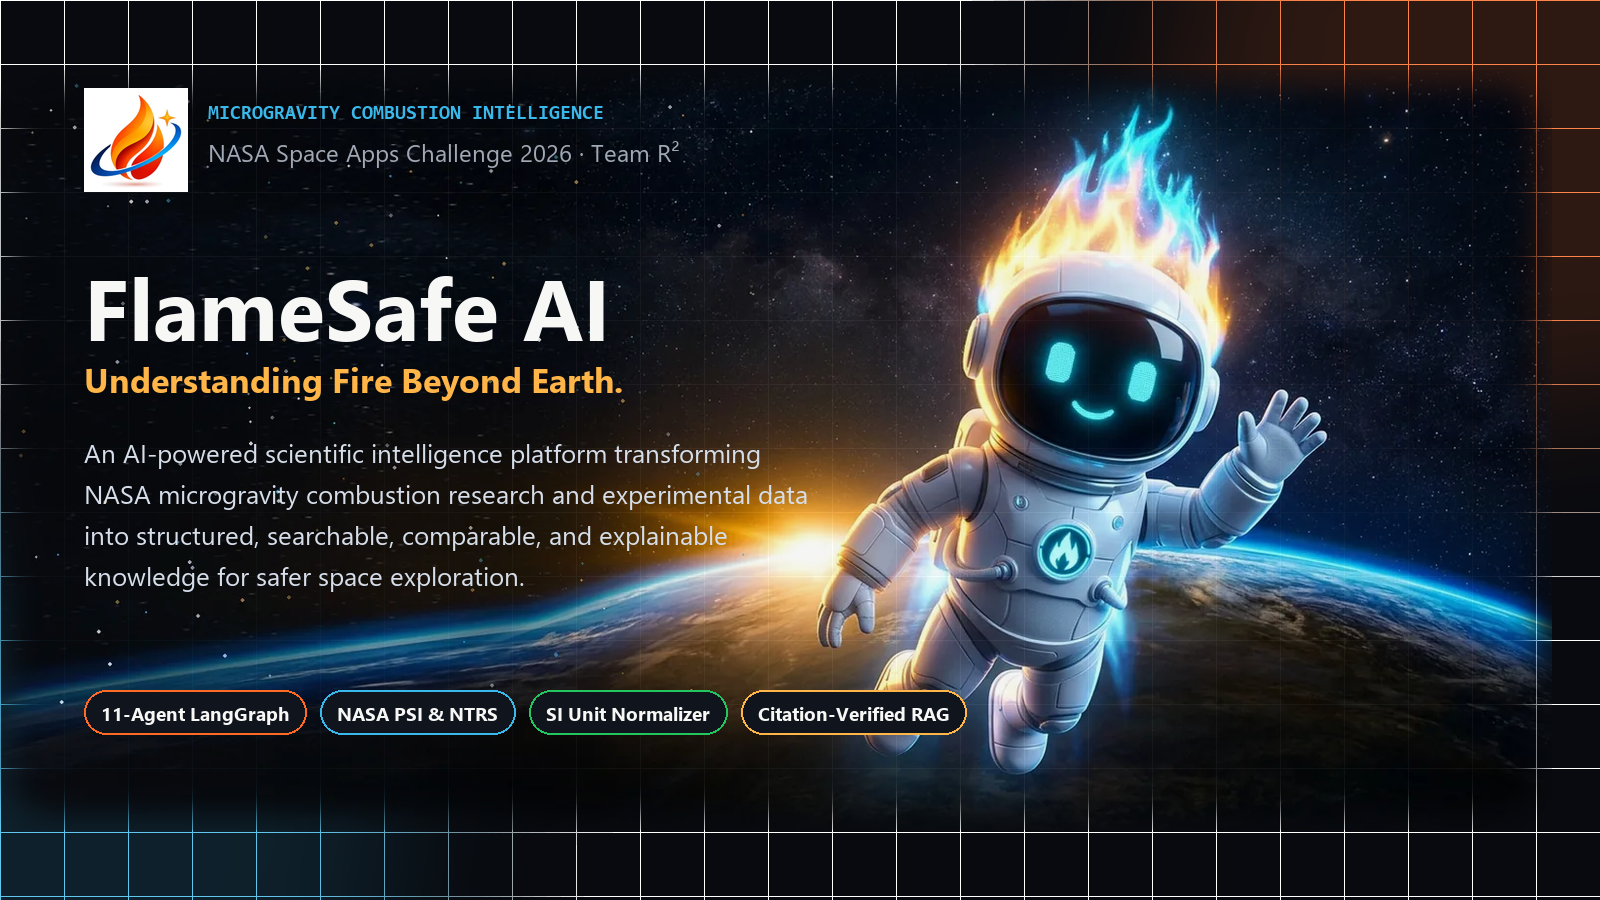 MICROGRAVITY COMBUSTION INTELLIGENCE
NASA Space Apps Challenge 2026 · Team R²
FlameSafe AI
Understanding Fire Beyond Earth.
An AI-powered scientific intelligence platform transforming
NASA microgravity combustion research and experimental data
into structured, searchable, comparable, and explainable
knowledge for safer space exploration.
11-Agent LangGraph
NASA PSI & NTRS
SI Unit Normalizer
Citation-Verified RAG